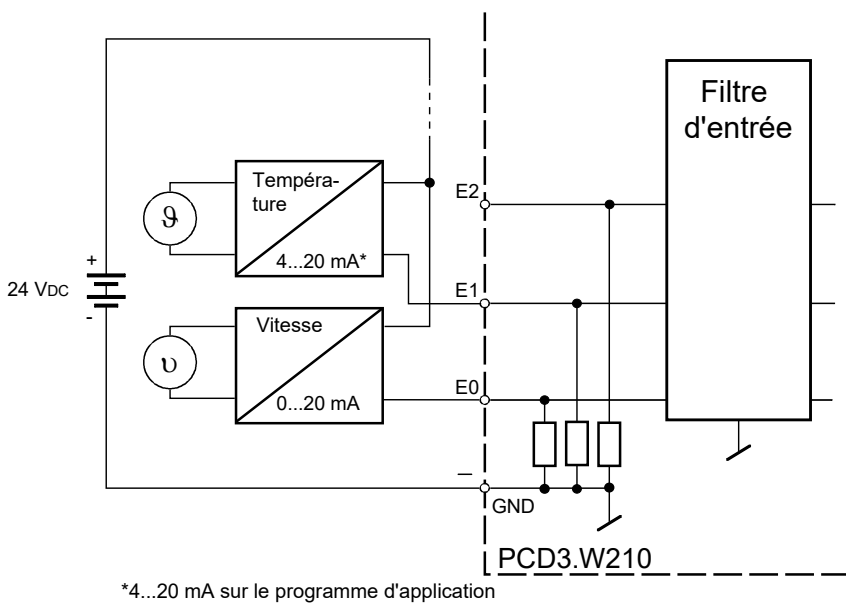 Filtre
d'entrée
Tempéra-
ture
ϑ
E2
4...20 mA*
+
24 VDC
-
E1
Vitesse
υ
E0
0...20 mA
–
GND
PCD3.W210
*4...20 mA sur le programme d'application